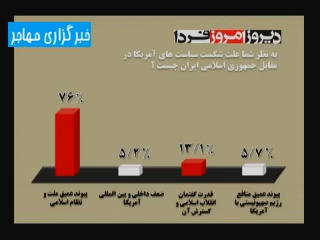 خبرگزاری مهاجر
دیروز امروز فردا
به نظر شما علت شکست سیاست های آمریکا در
مقابل جمهوری اسلامی ایران چیست ؟
۷۶%
۵/۲%
۱۳/۱%
۵/۷%
پیوند عمیق منافع
رژیم صهیونیستی با
آمریکا
قدرت گفتمان
انقلاب اسلامی و
گسترش آن
ضعف داخلی و بین المللی
آمریکا
پیوند عمیق ملت و
نظام اسلامی